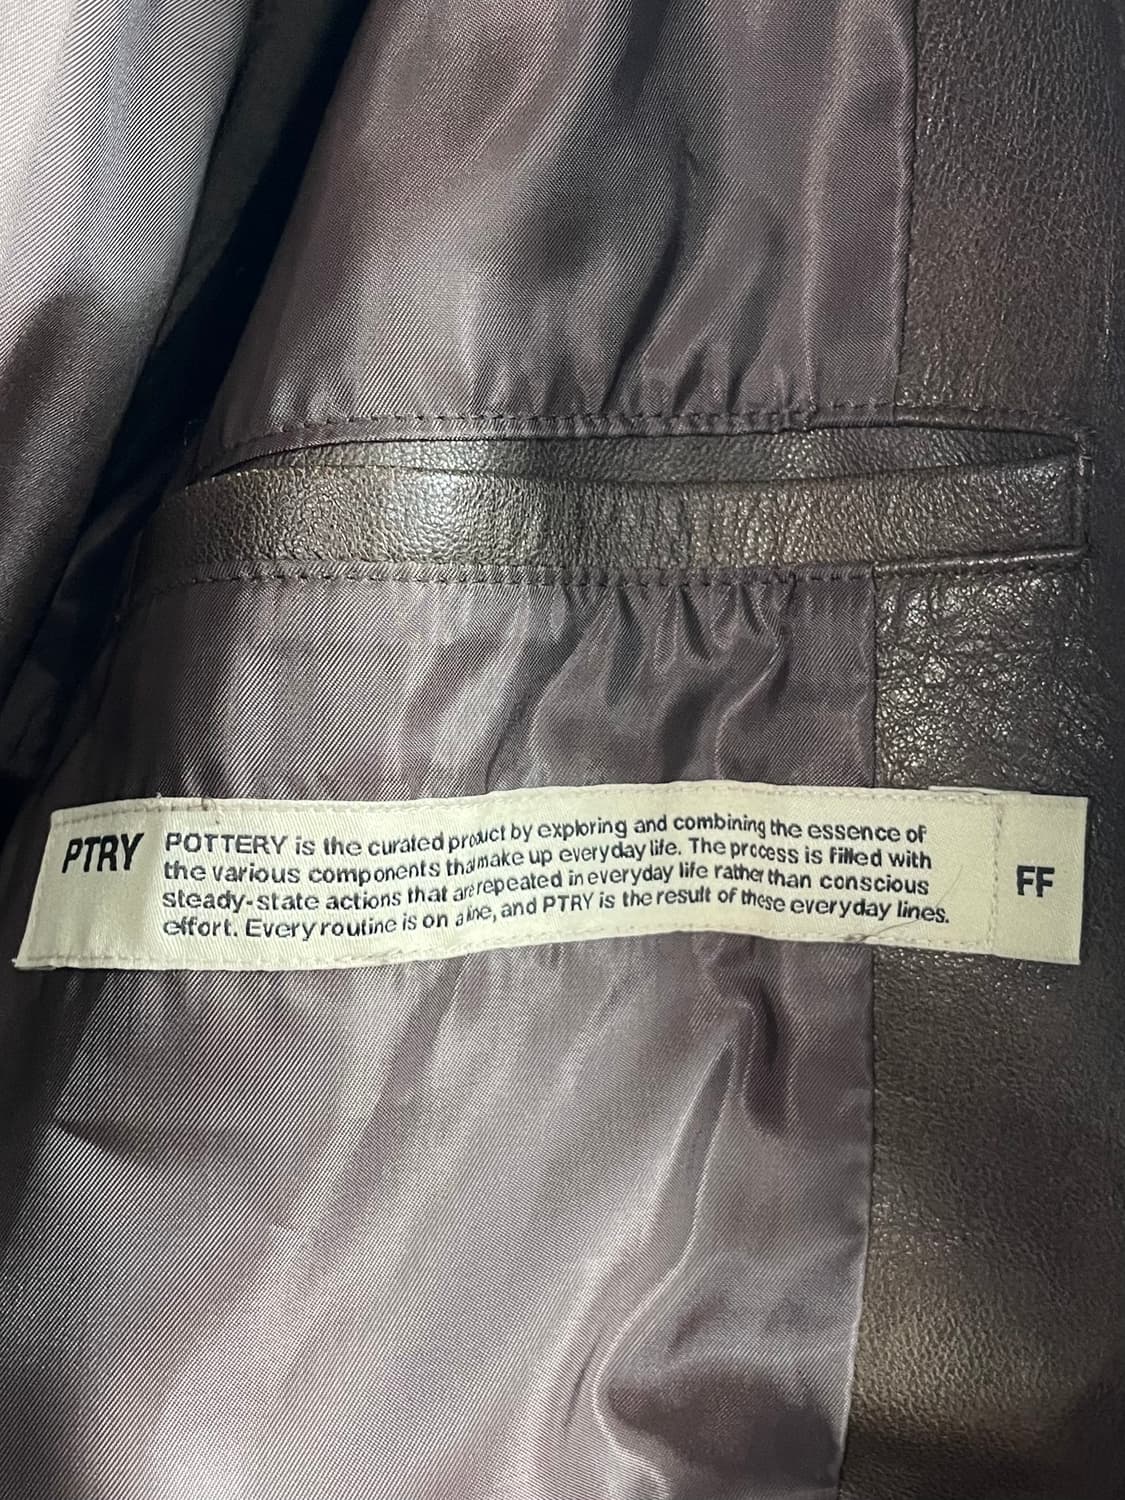 PTRY
POTTERY is the curated product by exploring and combining the essence of
the various components that make up everyday life. The process is filled with
steady-state actions that are repeated in everyday life rather than conscious
effort. Every routine is on a line, and PTRY is the result of these everyday lines.
FF